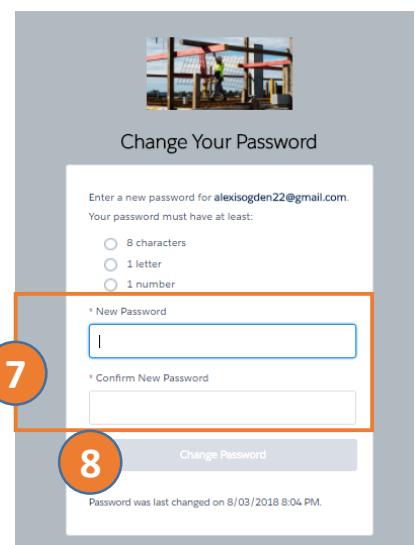 Change Your Password
Enter a new password for alexisogden22@gmail.com.
Your password must have at least:
8 characters
1 letter
1 number
* New Password
7
* Confirm New Password
8
Change Password
Password was last changed on 8/03/2018 8:04 PM.